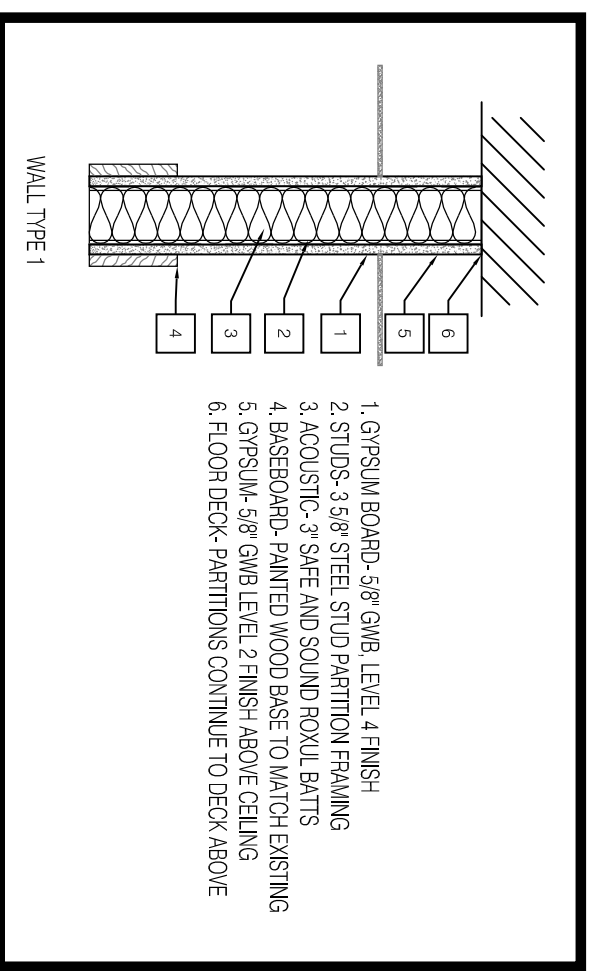 1. GYPSUM BOARD- 5/8" GWB, LEVEL 4 FINISH
2. STUDS- 3 5/8" STEEL STUD PARTITION FRAMING
3. ACOUSTIC- 3" SAFE AND SOUND ROXUL BATTS
4. BASEBOARD- PAINTED WOOD BASE TO MATCH EXISTING
5. GYPSUM- 5/8" GWB LEVEL 2 FINISH ABOVE CEILING
6. FLOOR DECK- PARTITIONS CONTINUE TO DECK ABOVE
6
5
1
2
3
4
WALL TYPE 1